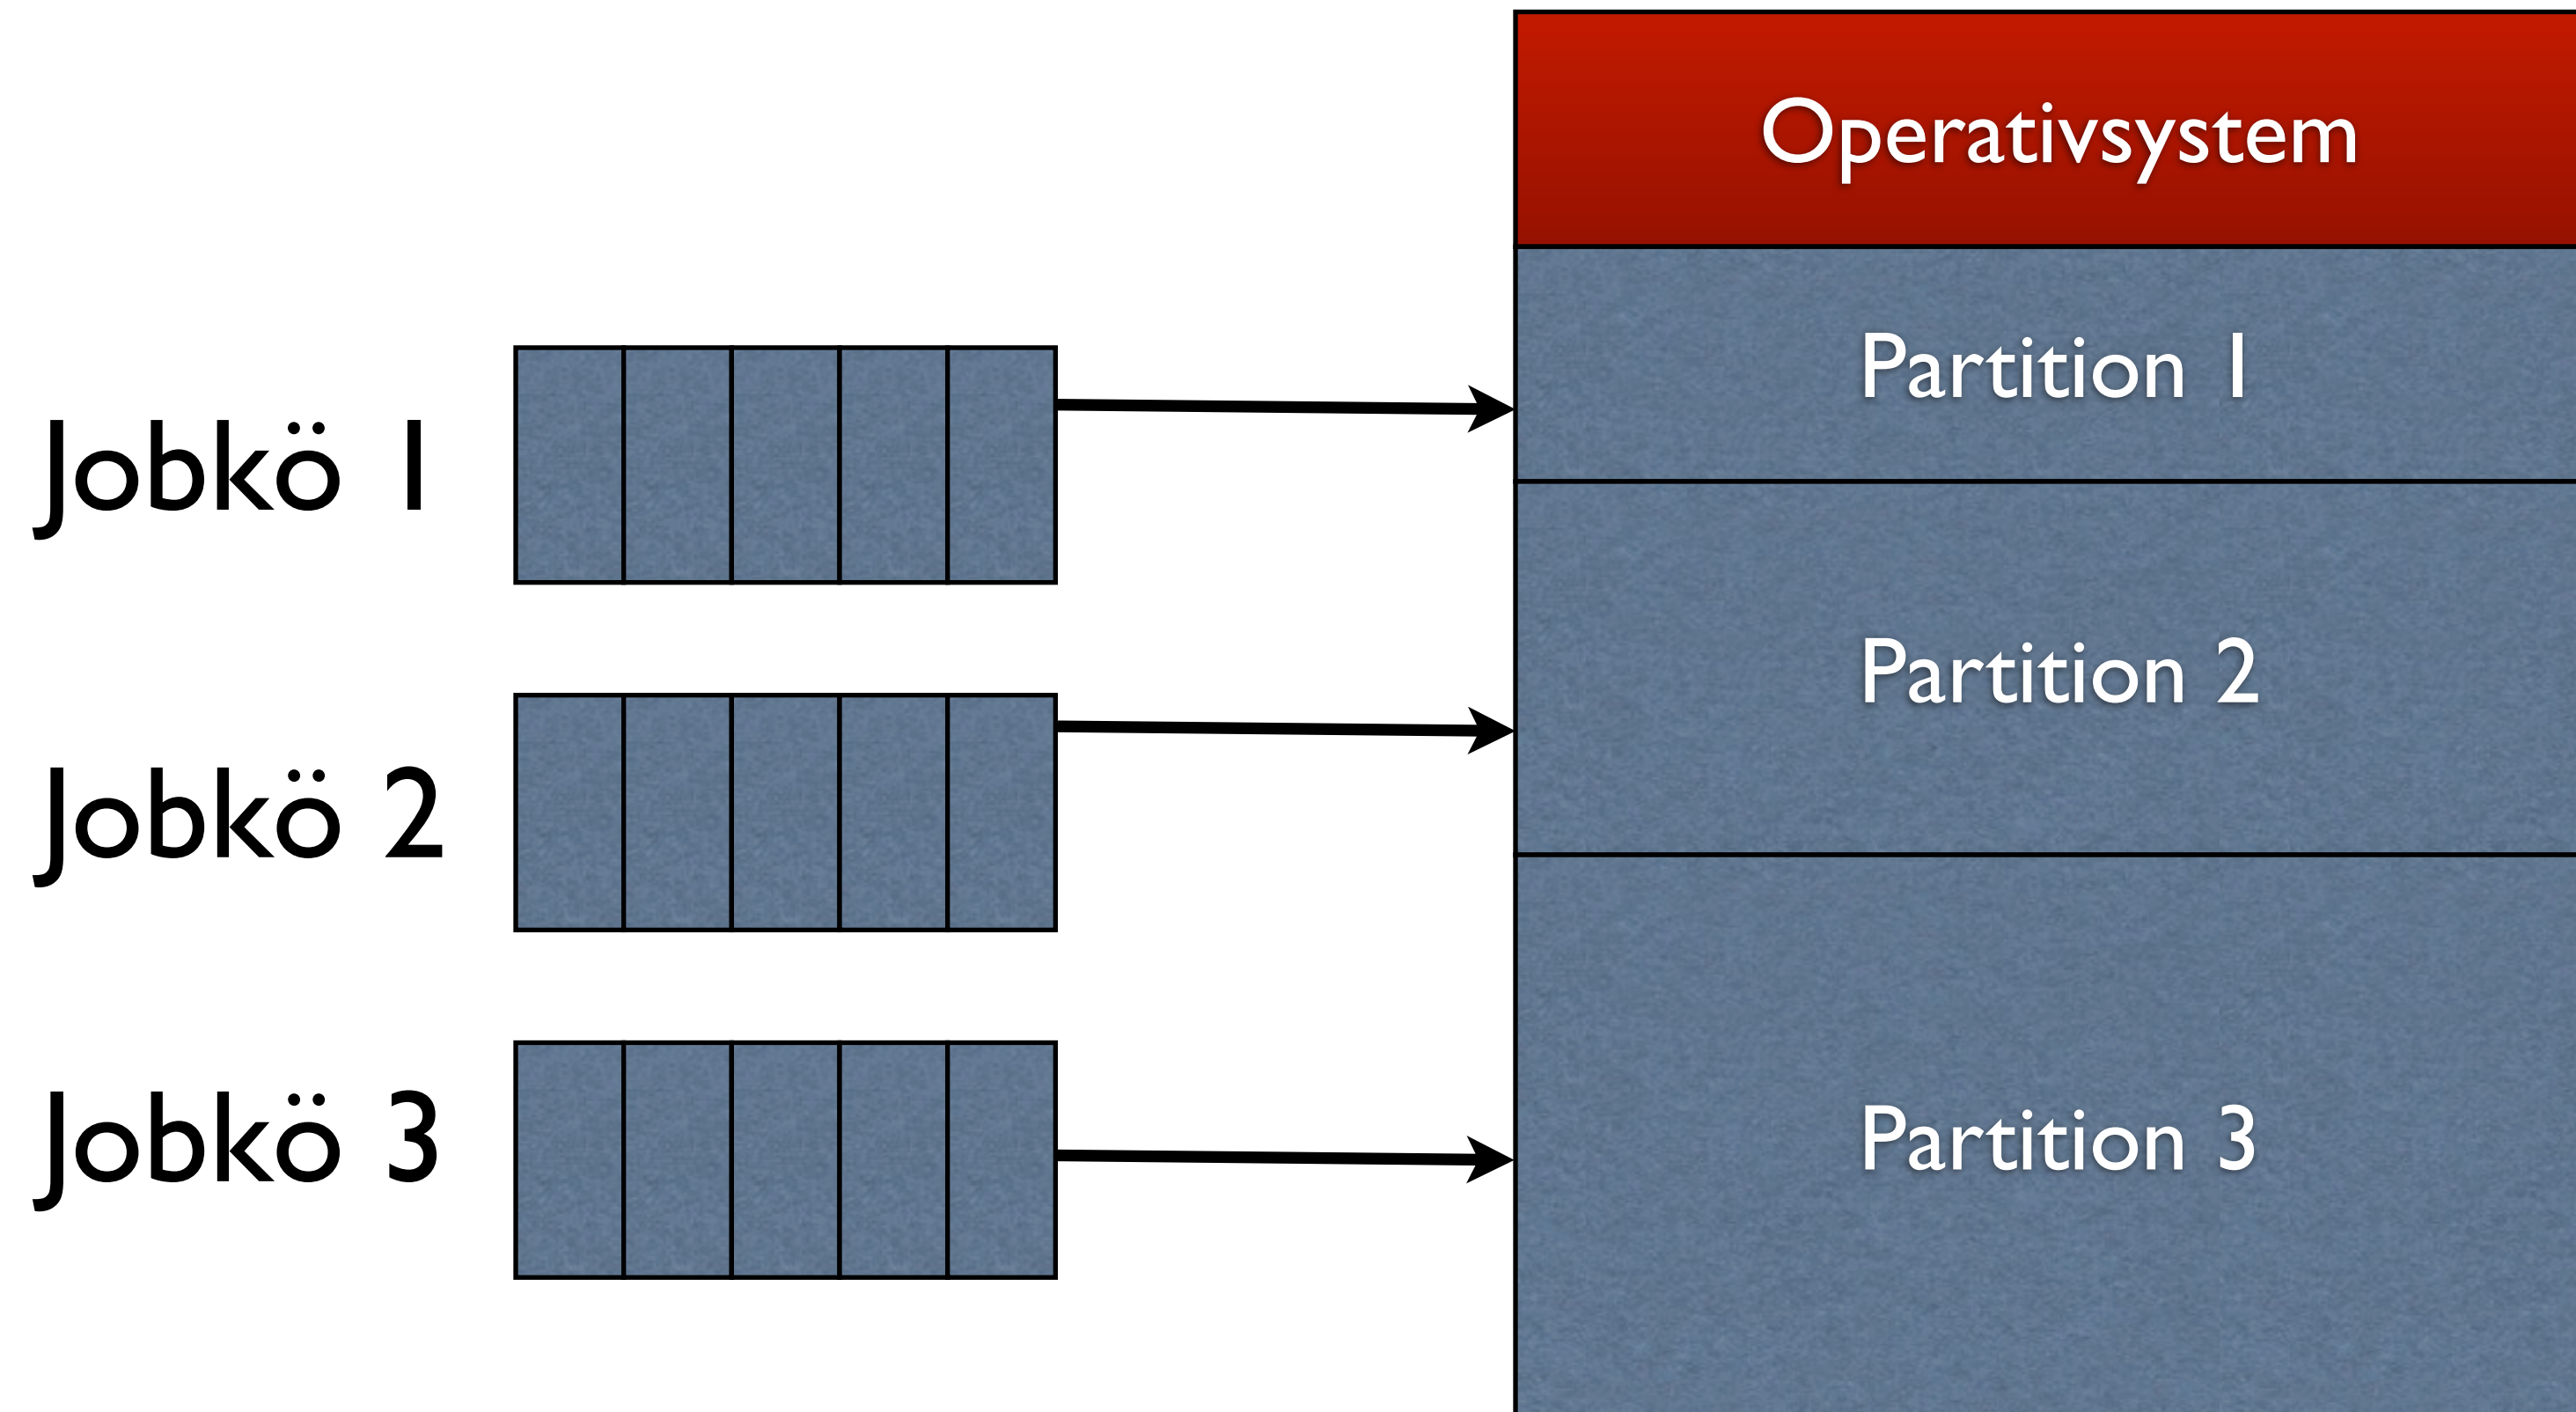 Operativsystem
Partition 1
Jobkö 1
Partition 2
Jobkö 2
Partition 3
Jobkö 3